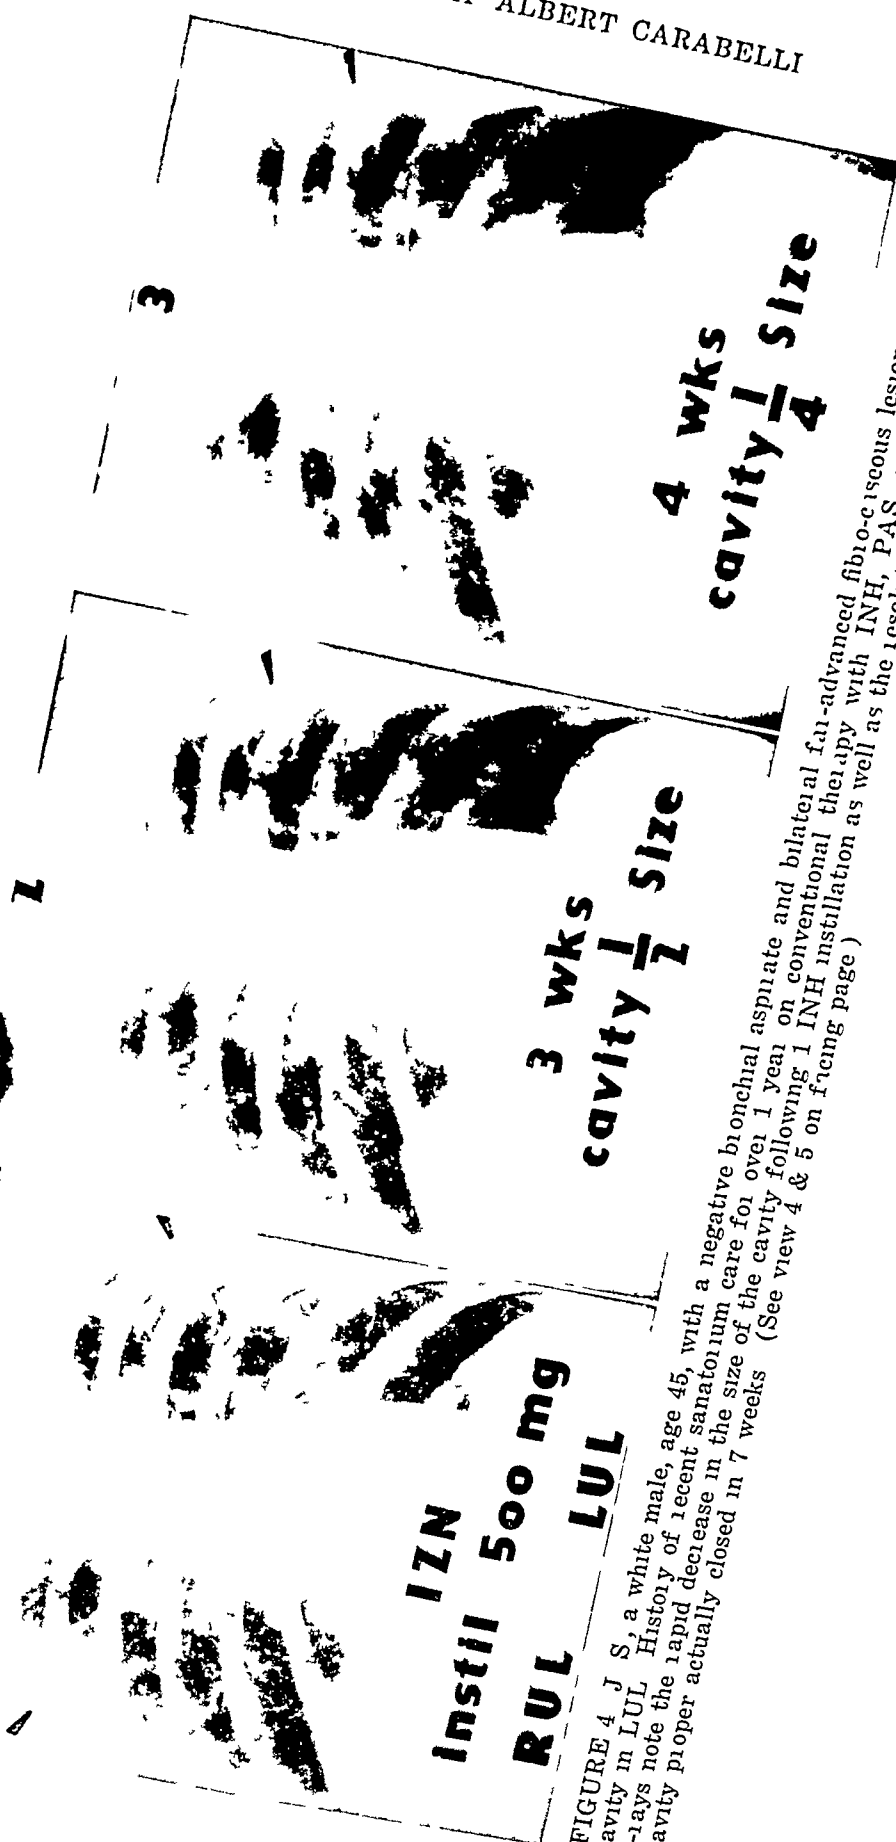 ALBERT CARABELLI
3
4 wks
cavity 1/4 Size
2
3 wks
cavity 1/2 Size
IZN
Instil 500 mg
RUL LUL
FIGURE 4 J S, a white male, age 45, with a negative bronchial aspirate and bilateral far-advanced fibro-caseous lesion
avity in LUL History of recent sanatorium care for over 1 year on conventional therapy with INH, PAS
-rays note the rapid decrease in the size of the cavity following 1 INH instillation as well as the
avity proper actually closed in 7 weeks (See view 4 & 5 on facing page)